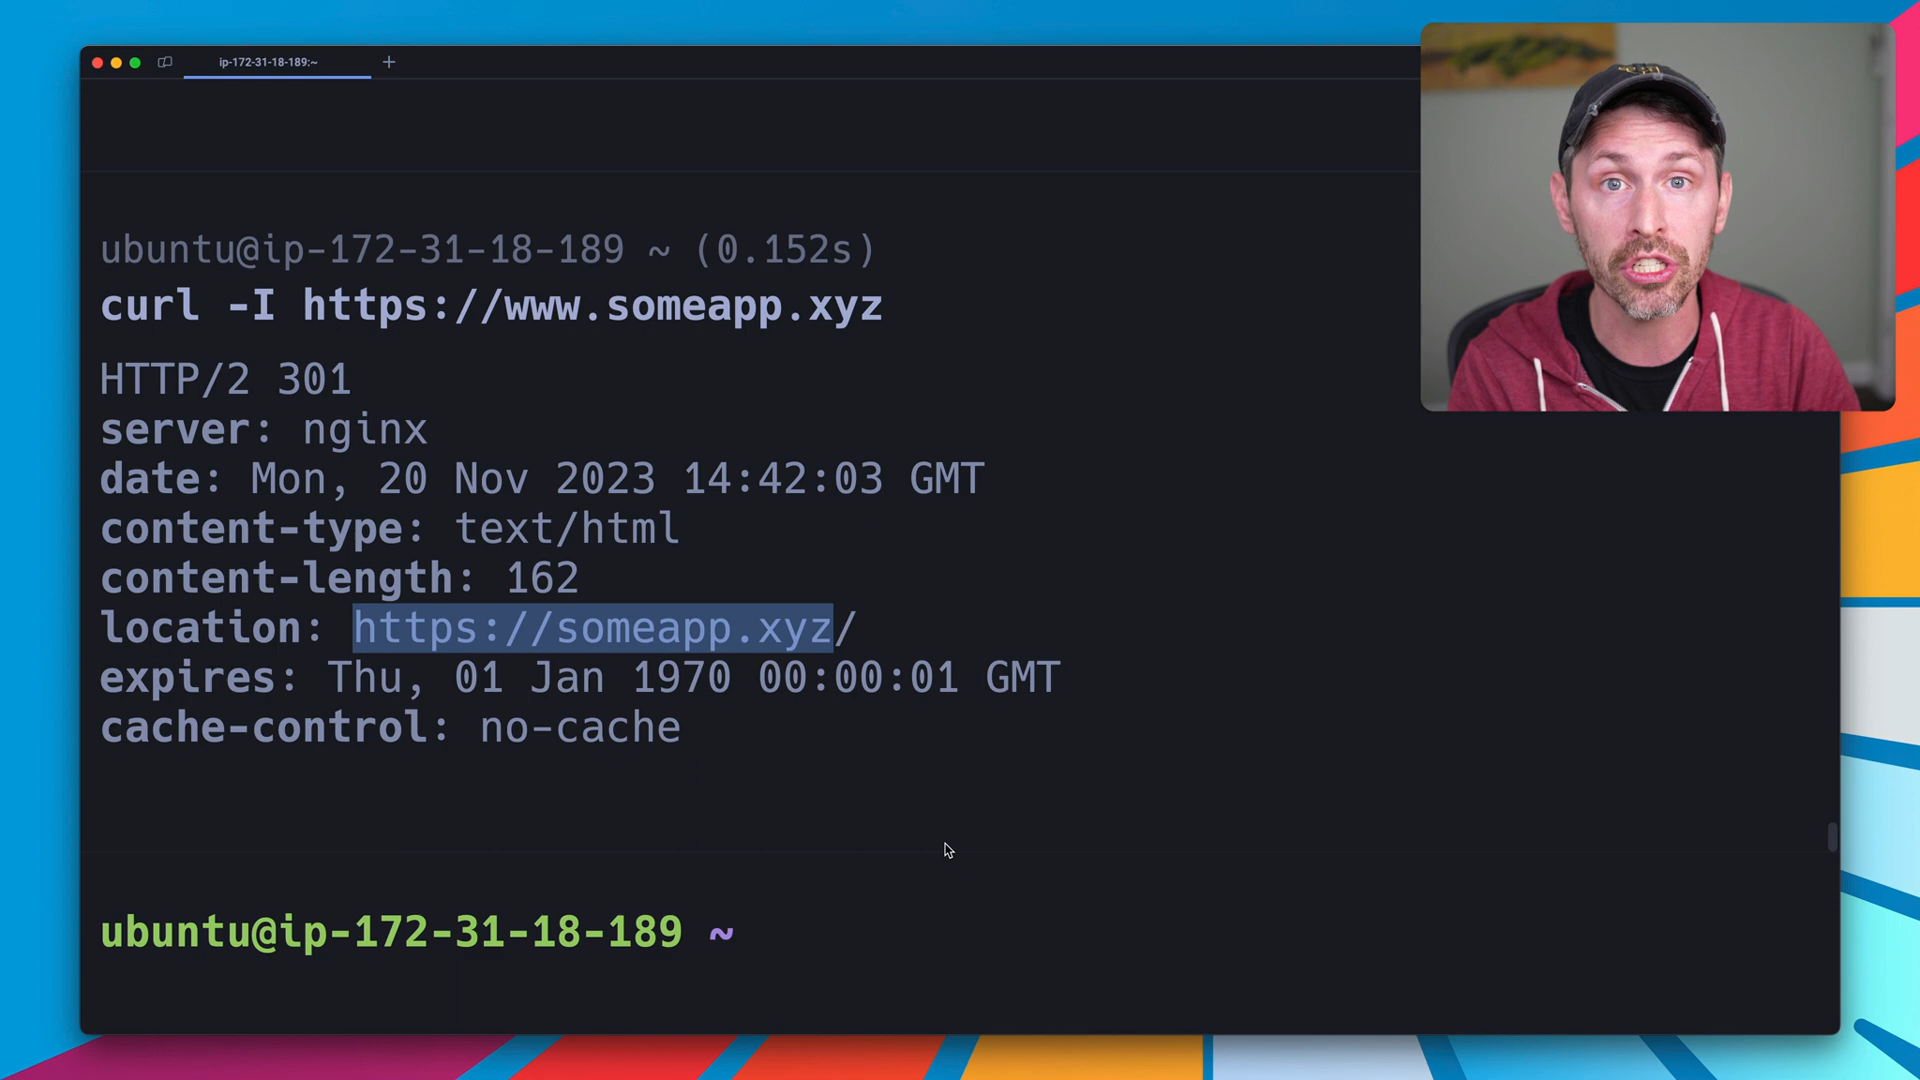 ip-172-31-18-189:~
ubuntu@ip-172-31-18-189 ~ (0.152s)
curl -I https://www.someapp.xyz
HTTP/2 301
server: nginx
date: Mon, 20 Nov 2023 14:42:03 GMT
content-type: text/html
content-length: 162
location: https://someapp.xyz/
expires: Thu, 01 Jan 1970 00:00:01 GMT
cache-control: no-cache
ubuntu@ip-172-31-18-189 ~